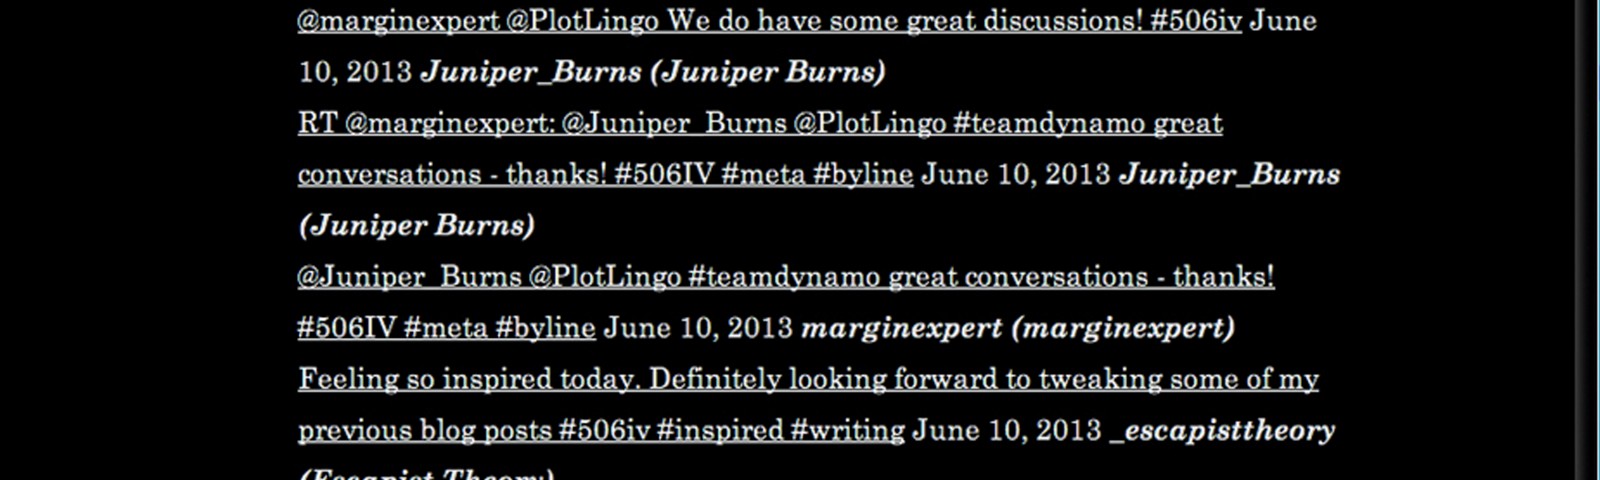 @marginexpert @PlotLingo We do have some great discussions! #506iv June
10, 2013 Juniper_Burns (Juniper Burns)
RT @marginexpert: @Juniper_Burns @PlotLingo #teamdynamo great
conversations - thanks! #506IV #meta #byline June 10, 2013 Juniper_Burns
(Juniper Burns)
@Juniper_Burns @PlotLingo #teamdynamo great conversations - thanks!
#506IV #meta #byline June 10, 2013 marginexpert (marginexpert)
Feeling so inspired today. Definitely looking forward to tweaking some of my
previous blog posts #506iv #inspired #writing June 10, 2013 _escapisttheory
(Escapist Theory)